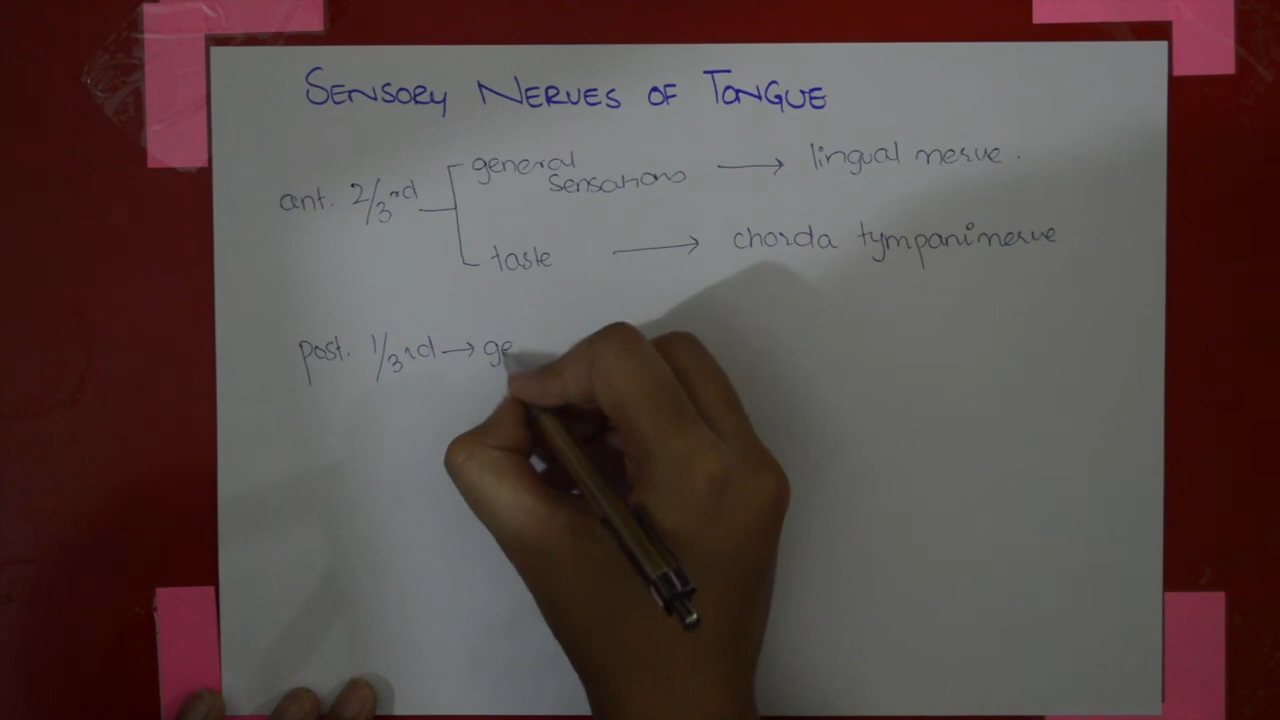 SENSORY NERVES OF TONGUE
general
sensations → lingual nerve.
ant. 2/3rd
taste → chorda tympani nerve
post. 1/3rd → ge